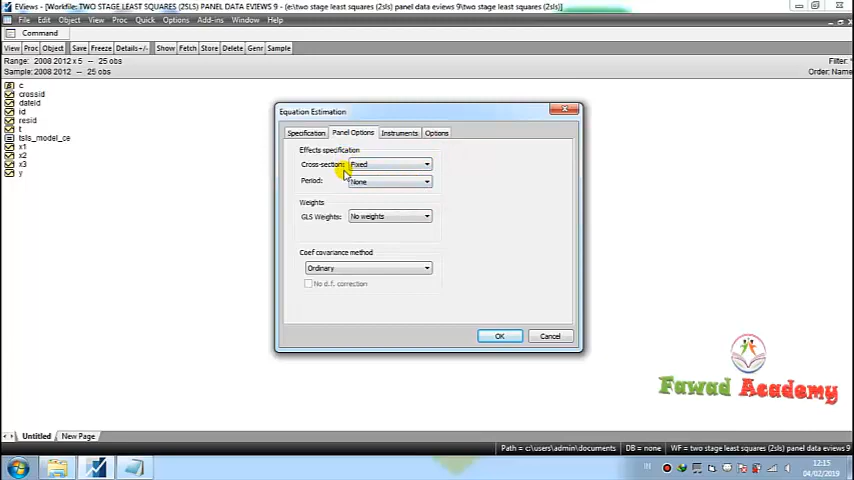 EViews - [Workfile: TWO STAGE LEAST SQUARES (2SLS) PANEL DATA EVIEWS 9 - (e:\two stage least squares (2sls) panel data eviews 9\two stage least squares (2sls)]
File Edit Object View Proc Quick Options Add-ins Window Help
Command
View Proc Object Save Freeze Details+/- Show Fetch Store Delete Genr Sample
Range: 2008 2012 x 5 -- 25 obs Filter: *
Sample: 2008 2012 -- 25 obs Order: Name
c
crossid
dateid
id
resid
t
tsls_model_ce
x1
x2
x3
y
Equation Estimation
Specification Panel Options Instruments Options
Effects specification
Cross-section: Fixed
Period: None
Weights
GLS Weights: No weights
Coef covariance method
Ordinary
No d.f. correction
OK Cancel
Fawad Academy
Untitled New Page
Path = c:\users\admin\documents DB = none WF = two stage least squares (2sls) panel data eviews 9
IN 12:15
04/02/2019